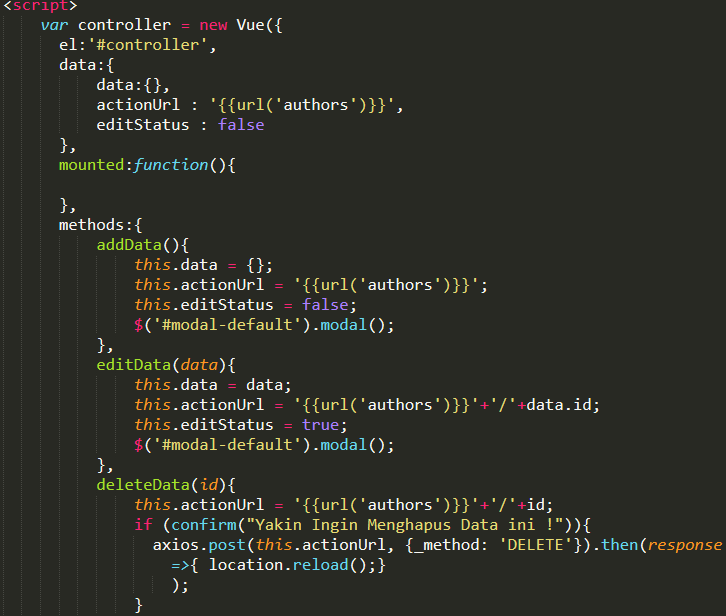 <script>
var controller = new Vue({
el:'#controller',
data:{
data:{},
actionUrl : '{{url('authors')}}',
editStatus : false
},
mounted:function(){
},
methods:{
addData(){
this.data = {};
this.actionUrl = '{{url('authors')}}';
this.editStatus = false;
$('#modal-default').modal();
},
editData(data){
this.data = data;
this.actionUrl = '{{url('authors')}}'+'/'+data.id;
this.editStatus = true;
$('#modal-default').modal();
},
deleteData(id){
this.actionUrl = '{{url('authors')}}'+'/'+id;
if (confirm("Yakin Ingin Menghapus Data ini !")){
axios.post(this.actionUrl, {_method: 'DELETE'}).then(response
=>{ location.reload();}
);
}